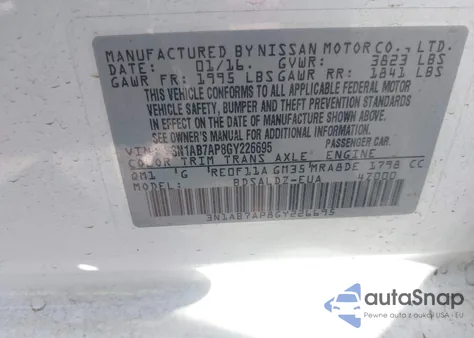 MANUFACTURED BY NISSAN MOTOR CO., LTD.
DATE: 01/16. GVWR: 3823 LBS
GAWR FR: 1995 LBS GAWR RR: 1841 LBS
THIS VEHICLE CONFORMS TO ALL APPLICABLE FEDERAL MOTOR
VEHICLE SAFETY, BUMPER AND THEFT PREVENTION STANDARDS
IN EFFECT ON THE DATE OF MANUFACTURE SHOWN ABOVE.
SEE OWNER'S MANUAL FOR ADDITIONAL INFORMATION
VIN: 3N1AB7AP8GY226695 PASSENGER CAR
COLOR TRIM TRANS AXLE ENGINE
QM1 G RE0F11A GM35 MRA8DE 1798 CC
MODEL: BDSALDZ-EUA 42000
3N1AB7AP8GY226695
autoSnap
Pewne auta z aukcji USA - EU